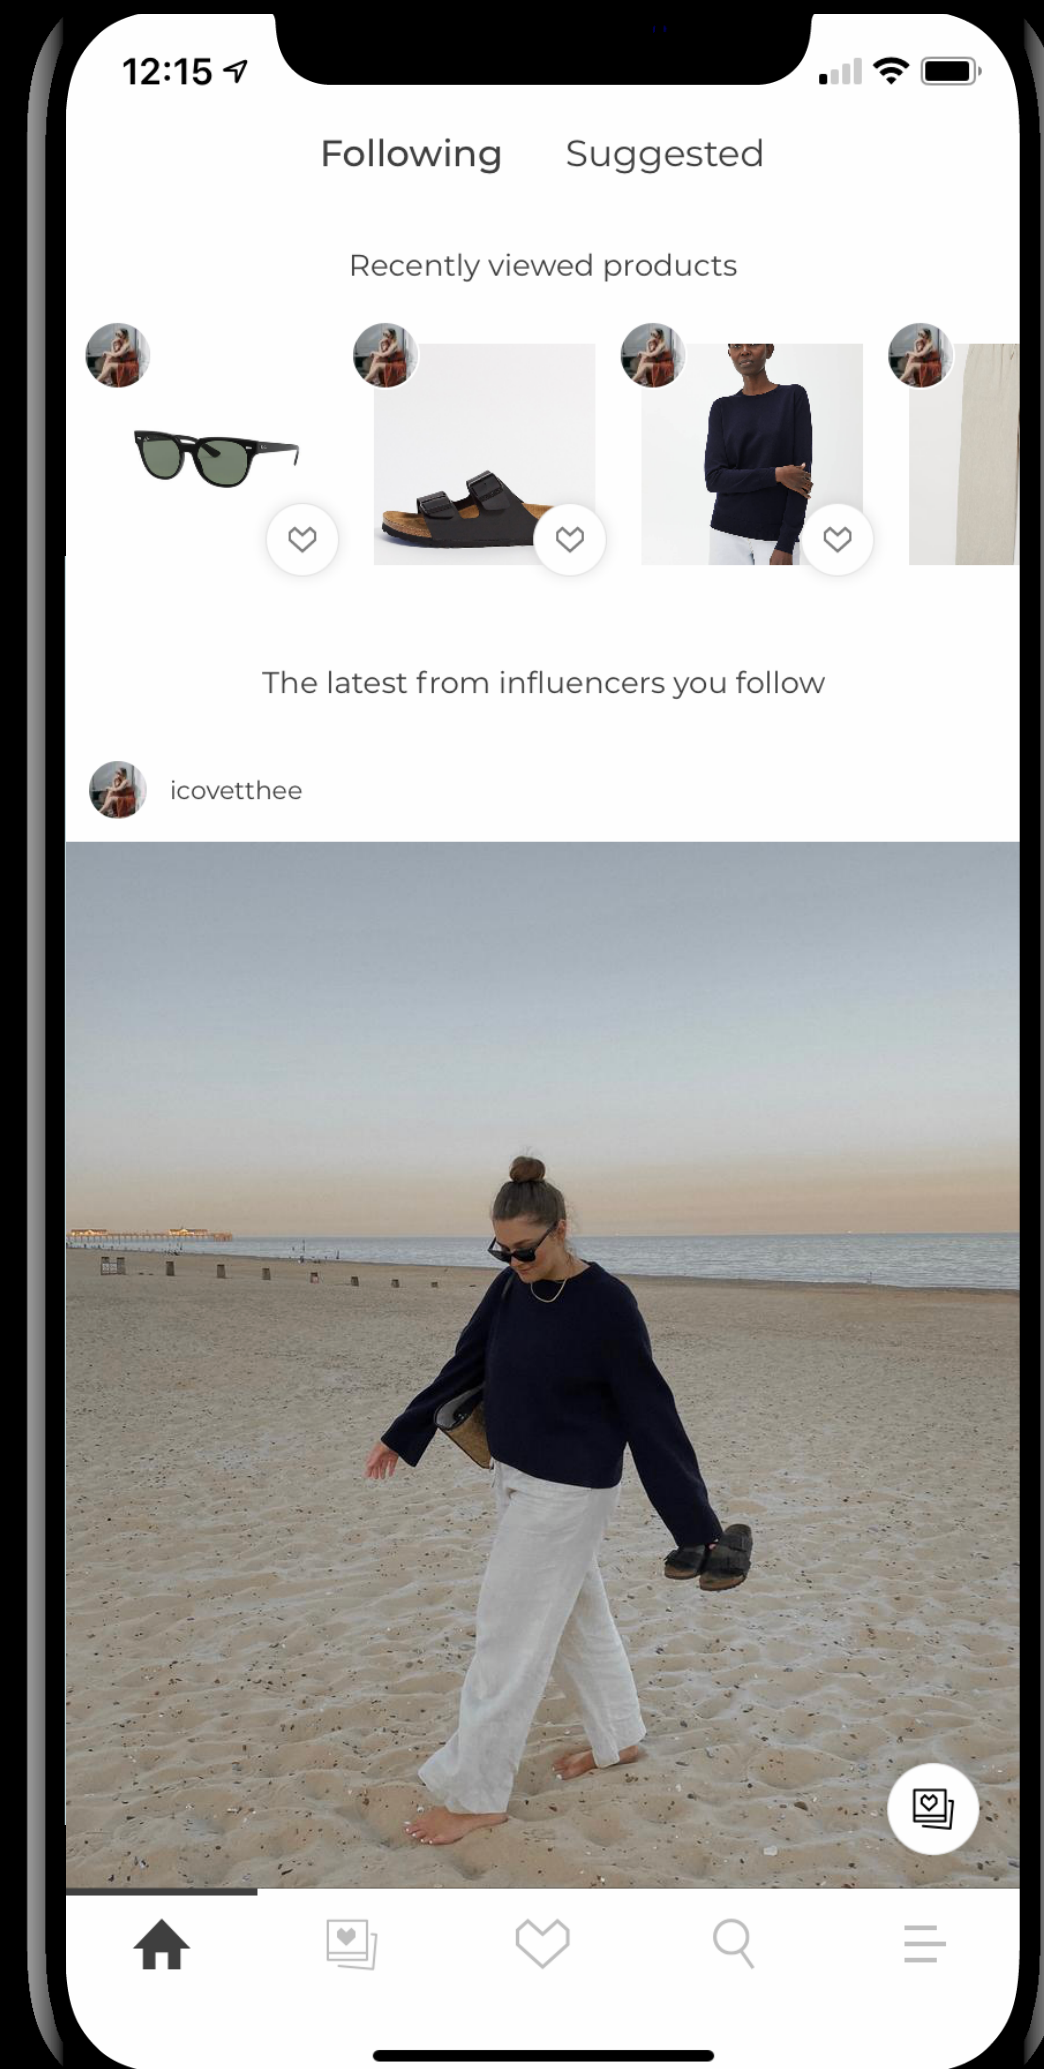 12:15
Following Suggested
Recently viewed products
The latest from influencers you follow
icovetthee